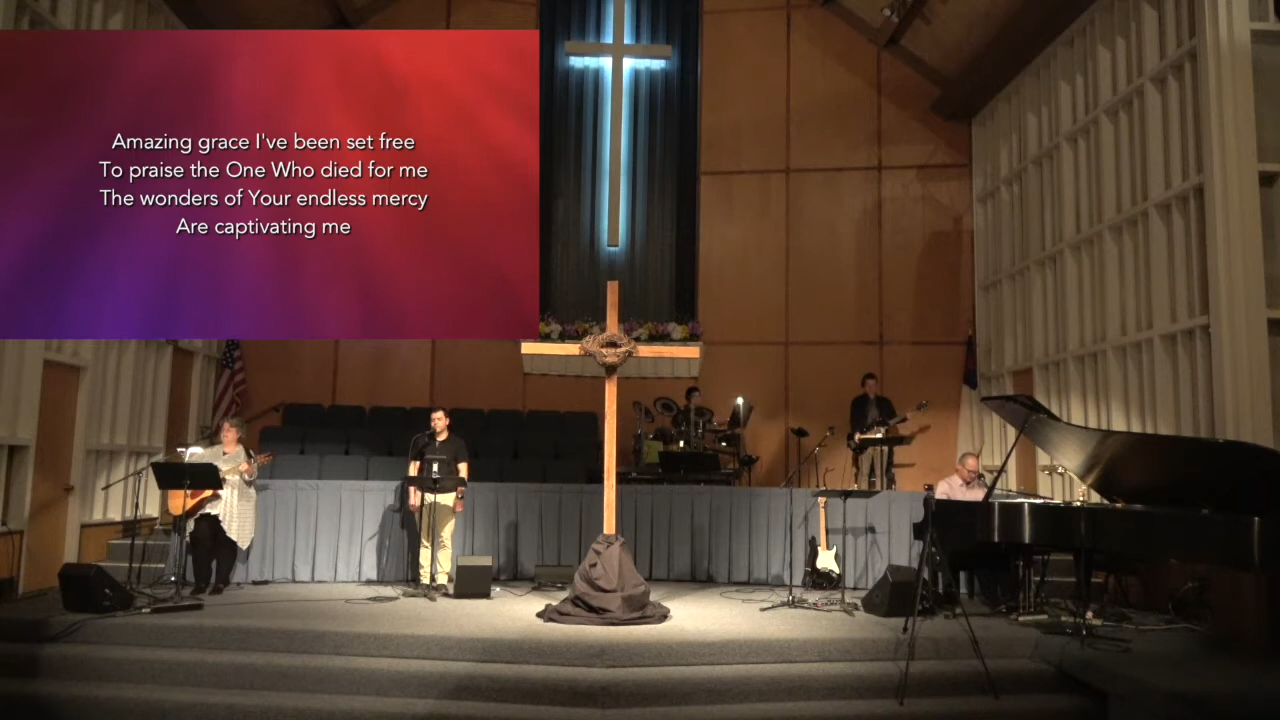 Amazing grace I've been set free
To praise the One Who died for me
The wonders of Your endless mercy
Are captivating me